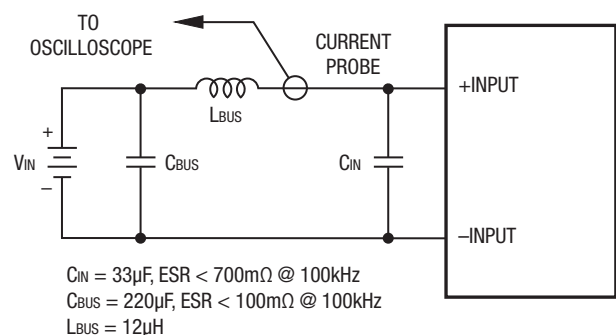 TO
OSCILLOSCOPE
CURRENT
PROBE
+INPUT
LBUS
+
VIN
–
CBUS
CIN
–INPUT
CIN = 33µF, ESR < 700mΩ @ 100kHz
CBUS = 220µF, ESR < 100mΩ @ 100kHz
LBUS = 12µH